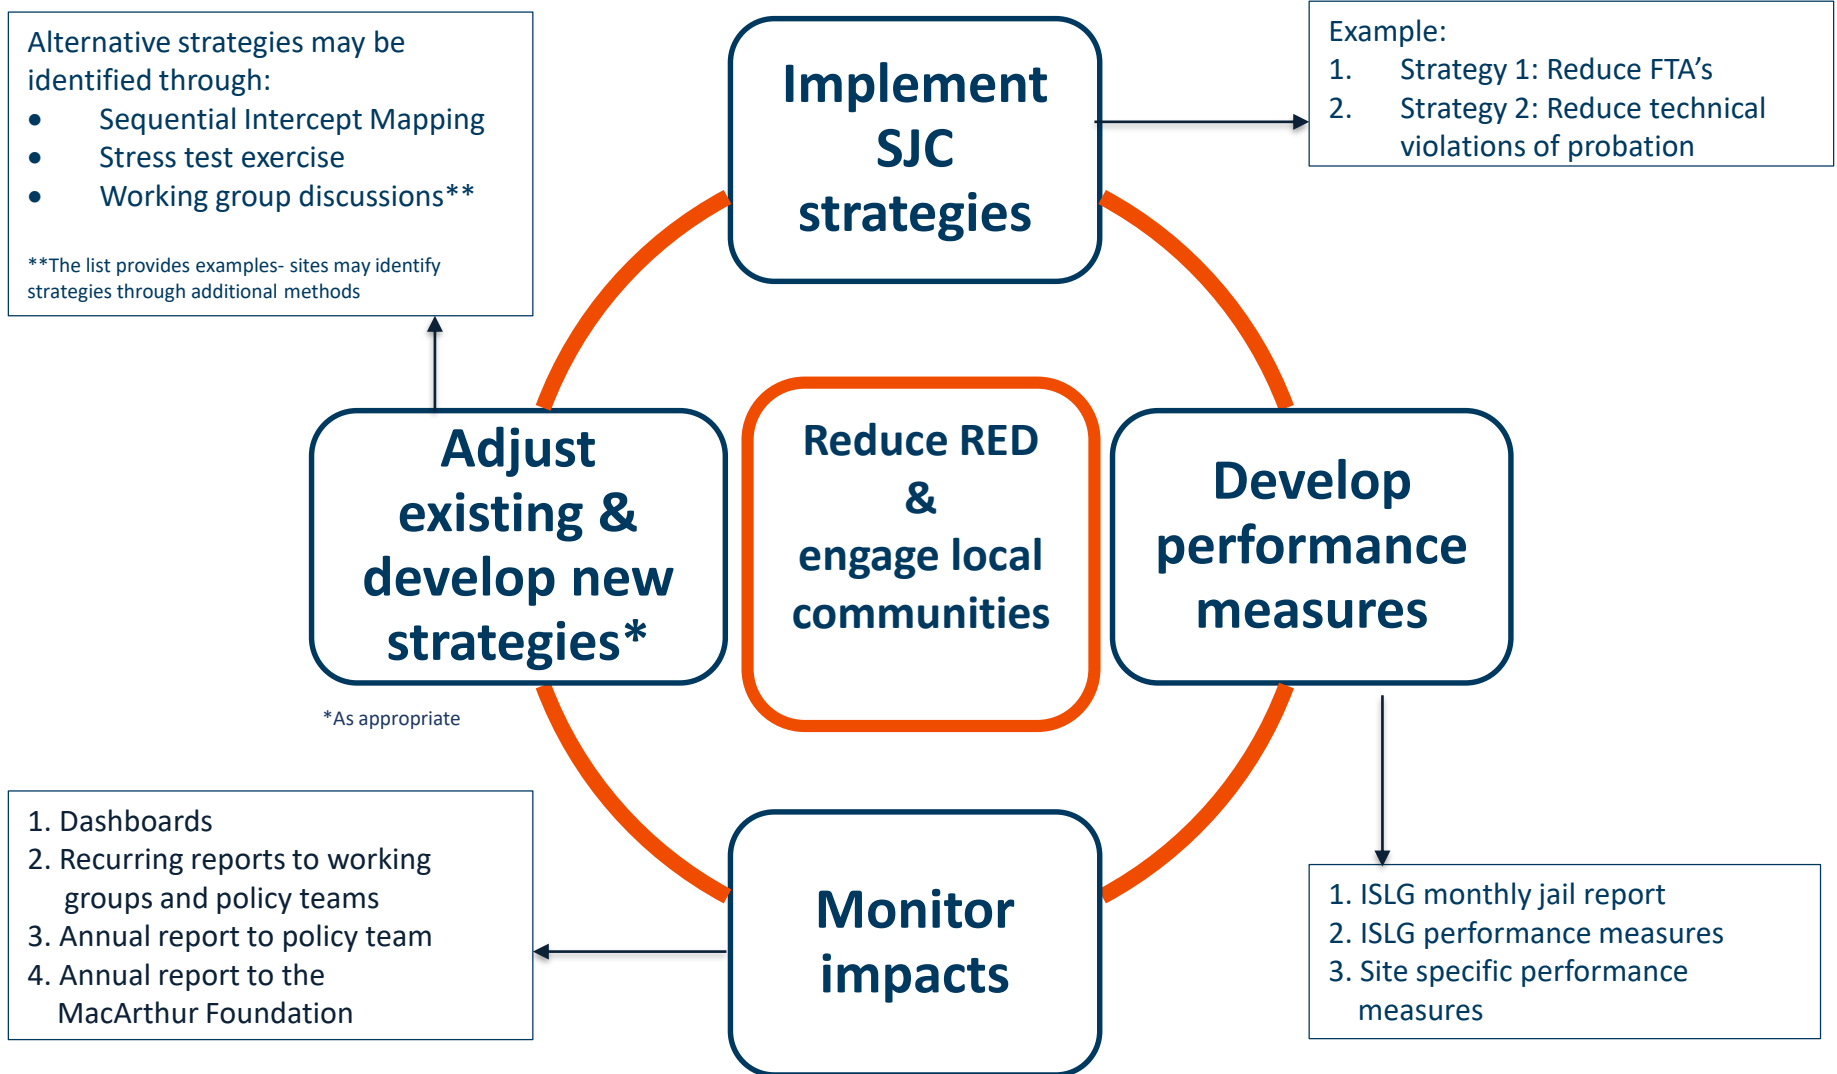 Alternative strategies may be
identified through:
• Sequential Intercept Mapping
• Stress test exercise
• Working group discussions**
**The list provides examples- sites may identify
strategies through additional methods
Implement
SJC
strategies
Example:
1. Strategy 1: Reduce FTA’s
2. Strategy 2: Reduce technical
violations of probation
Adjust
existing &
develop new
strategies*
*As appropriate
Reduce RED
&
engage local
communities
Develop
performance
measures
1. Dashboards
2. Recurring reports to working
groups and policy teams
3. Annual report to policy team
4. Annual report to the
MacArthur Foundation
Monitor
impacts
1. ISLG monthly jail report
2. ISLG performance measures
3. Site specific performance
measures